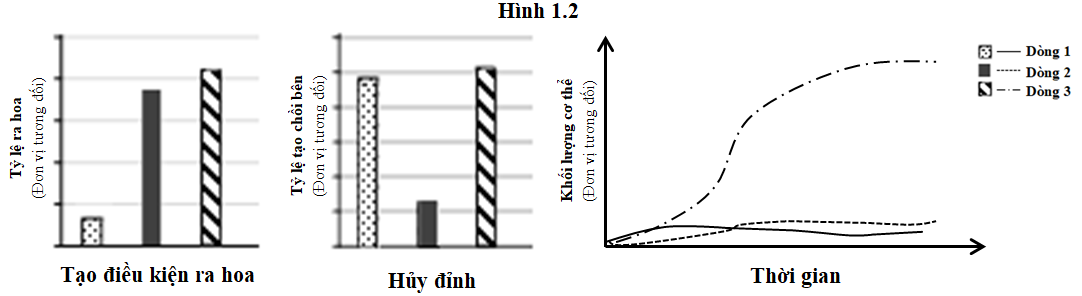 Hình 1.2
Tỷ lệ ra hoa
(Đơn vị tương đối)
Tạo điều kiện ra hoa
Tỷ lệ tạo chồi bên
(Đơn vị tương đối)
Hủy đỉnh
Khối lượng cơ thể
(Đơn vị tương đối)
Thời gian
Dòng 1
Dòng 2
Dòng 3